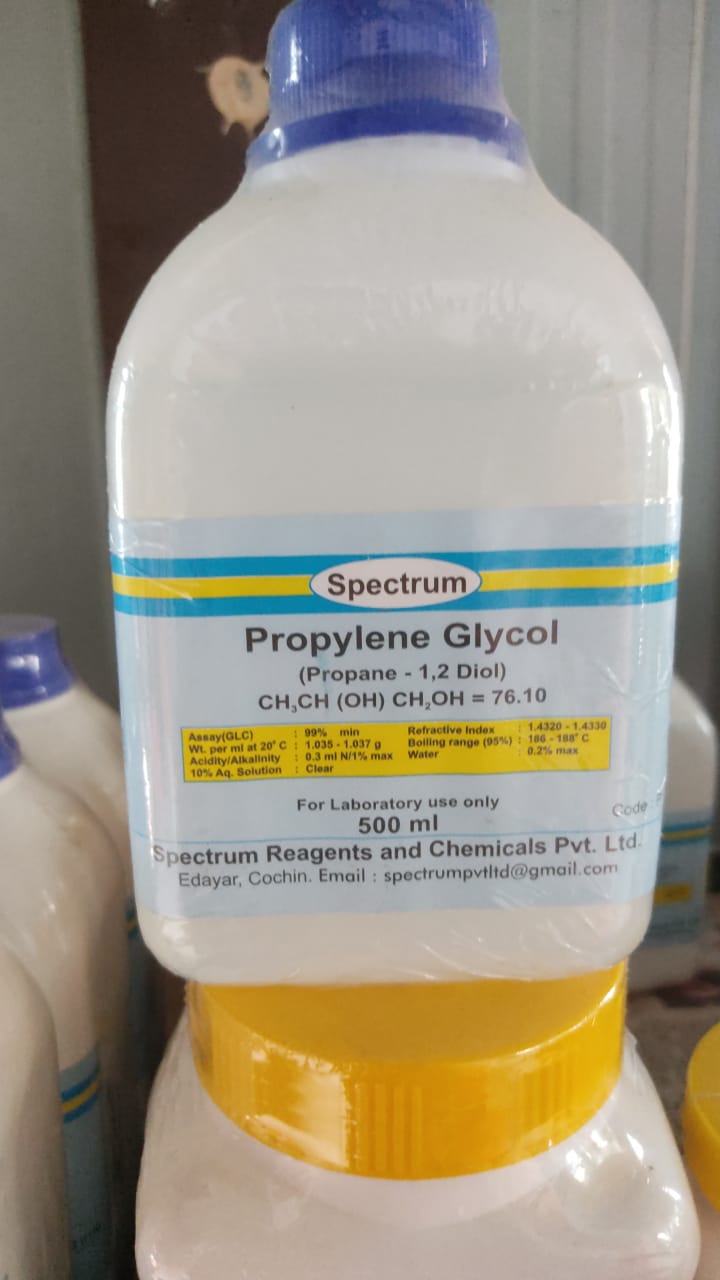 Spectrum
Propylene Glycol
(Propane - 1,2 Diol)
CH₃CH (OH) CH₂OH = 76.10
Assay(GLC) : 99% min Refractive Index : 1.4320 - 1.4330
Wt. per ml at 20° C : 1.035 - 1.037 g Boiling range (95%) : 186 - 188° C
Acidity/Alkalinity : 0.3 ml N/1% max Water : 0.2% max
10% Aq. Solution : Clear
For Laboratory use only
Code :
500 ml
Spectrum Reagents and Chemicals Pvt. Ltd.
Edayar, Cochin. Email : spectrumpvtltd@gmail.com